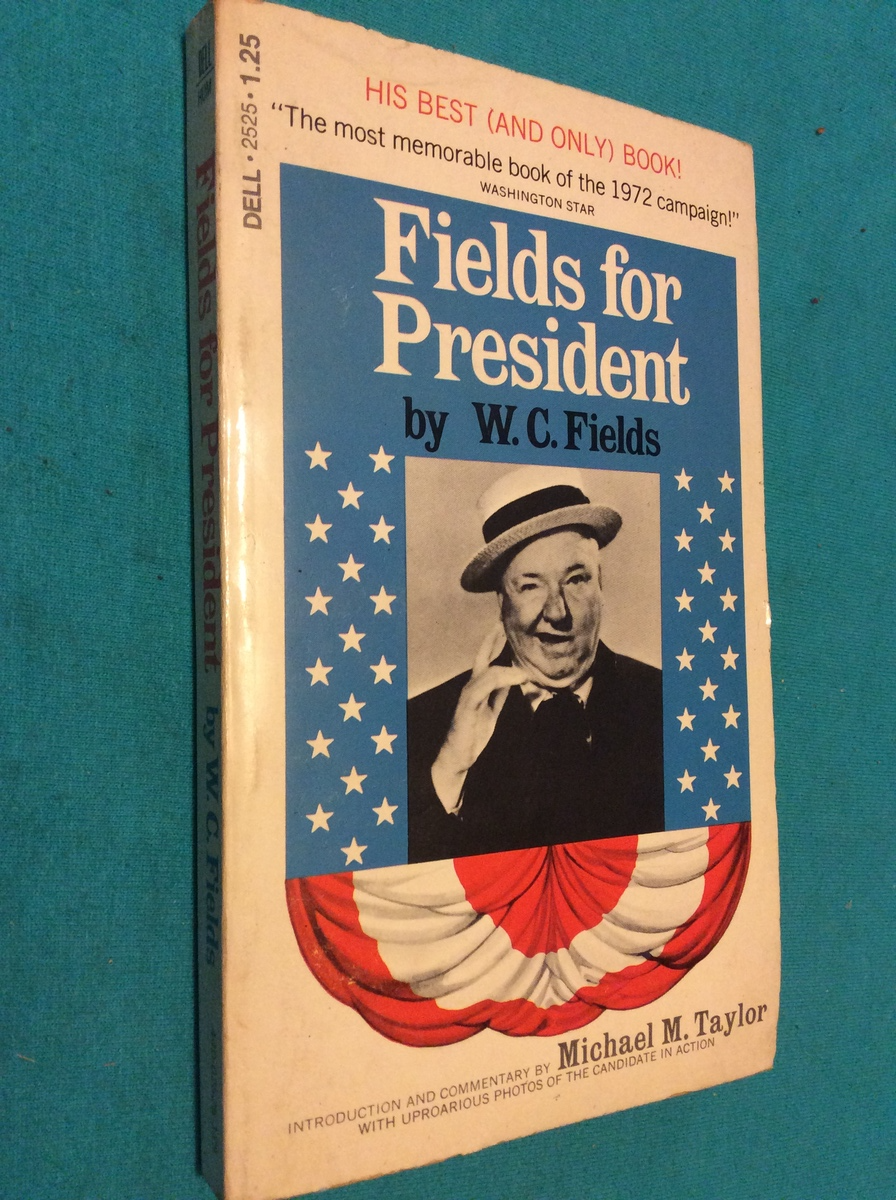 DELL • 2525 • 1.25
HIS BEST (AND ONLY) BOOK!
“The most memorable book of the 1972 campaign!”
WASHINGTON STAR
Fields for
President
by W. C. Fields
INTRODUCTION AND COMMENTARY BY Michael M. Taylor
WITH UPROARIOUS PHOTOS OF THE CANDIDATE IN ACTION
DELL
Fields for President by W. C. Fields